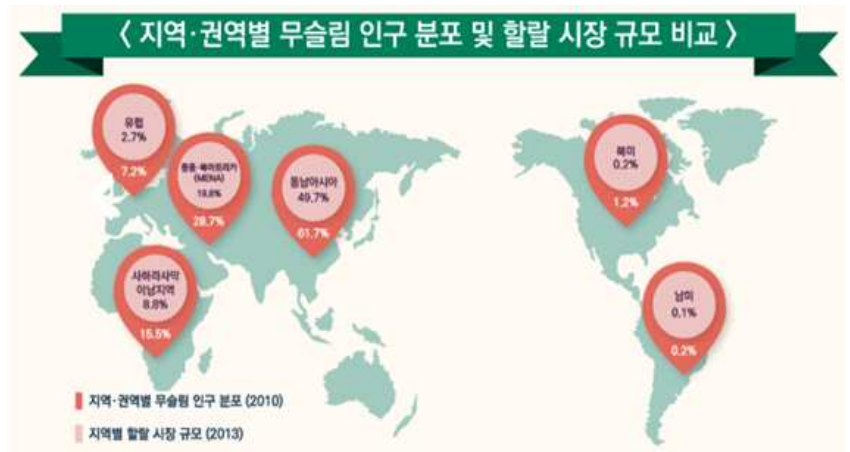 〈 지역·권역별 무슬림 인구 분포 및 할랄 시장 규모 비교 〉
유럽
2.7%
7.2%
중동·북아프리카
(MENA)
19.8%
28.7%
동남아시아
49.7%
61.7%
북미
0.2%
1.2%
사하라사막
이남지역
8.8%
15.5%
남미
0.1%
0.2%
지역·권역별 무슬림 인구 분포 (2010)
지역별 할랄 시장 규모 (2013)